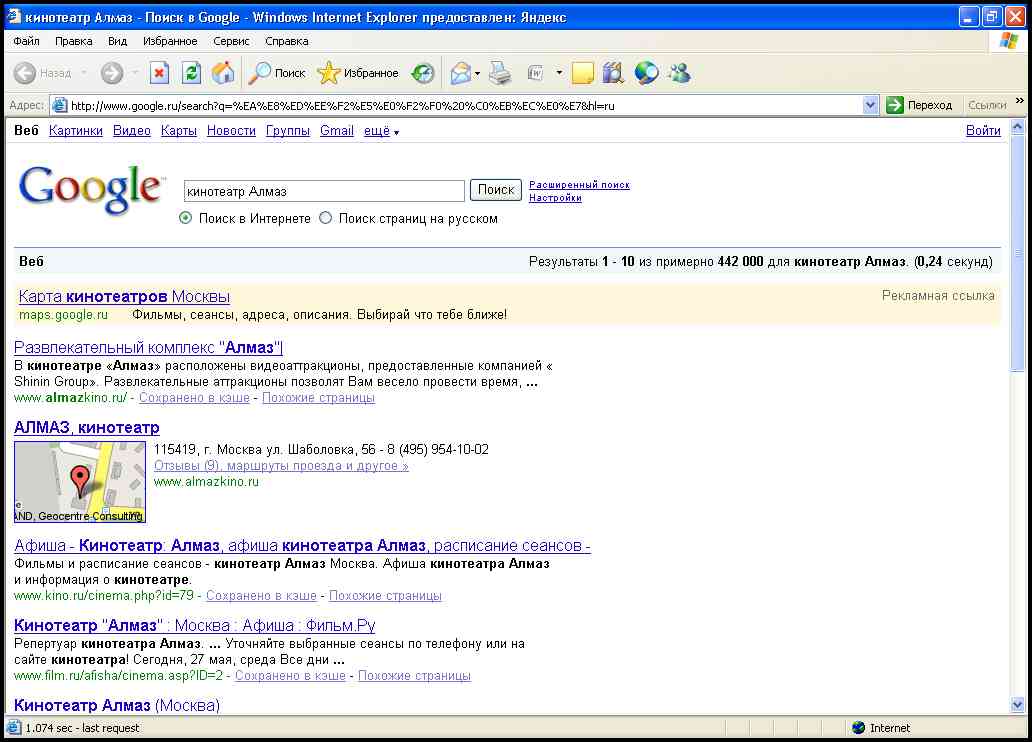 кинотеатр Алмаз - Поиск в Google - Windows Internet Explorer предоставлен: Яндекс
Файл Правка Вид Избранное Сервис Справка
Назад Поиск Избранное
Адрес: http://www.google.ru/search?q=%EA%E8%ED%EE%F2%E5%E0%F2%F0%20%C0%EB%EC%E0%E7&hl=ru Переход Ссылки »
Веб Картинки Видео Карты Новости Группы Gmail ещё ▼ Войти
Google™ кинотеатр Алмаз Поиск Расширенный поиск
Настройки
Поиск в Интернете Поиск страниц на русском
Веб Результаты 1 - 10 из примерно 442 000 для кинотеатр Алмаз. (0,24 секунд)
Карта кинотеатров Москвы Рекламная ссылка
maps.google.ru Фильмы, сеансы, адреса, описания. Выбирай что тебе ближе!
Развлекательный комплекс "Алмаз"|
В кинотеатре «Алмаз» расположены видеоаттракционы, предоставленные компанией «
Shinin Group». Развлекательные аттракционы позволят Вам весело провести время, ...
www.almazkino.ru/ - Сохранено в кэше - Похожие страницы
АЛМАЗ, кинотеатр
115419, г. Москва ул. Шаболовка, 56 - 8 (495) 954-10-02
Отзывы (9), маршруты проезда и другое »
www.almazkino.ru
AND, Geocentre Consulting
Афиша - Кинотеатр: Алмаз, афиша кинотеатра Алмаз, расписание сеансов -
Фильмы и расписание сеансов - кинотеатр Алмаз Москва. Афиша кинотеатра Алмаз
и информация о кинотеатре.
www.kino.ru/cinema.php?id=79 - Сохранено в кэше - Похожие страницы
Кинотеатр "Алмаз" : Москва : Афиша : Фильм.Ру
Репертуар кинотеатра Алмаз. ... Уточняйте выбранные сеансы по телефону или на
сайте кинотеатра! Сегодня, 27 мая, среда Все дни ...
www.film.ru/afisha/cinema.asp?ID=2 - Сохранено в кэше - Похожие страницы
Кинотеатр Алмаз (Москва)
1.074 sec - last request Internet